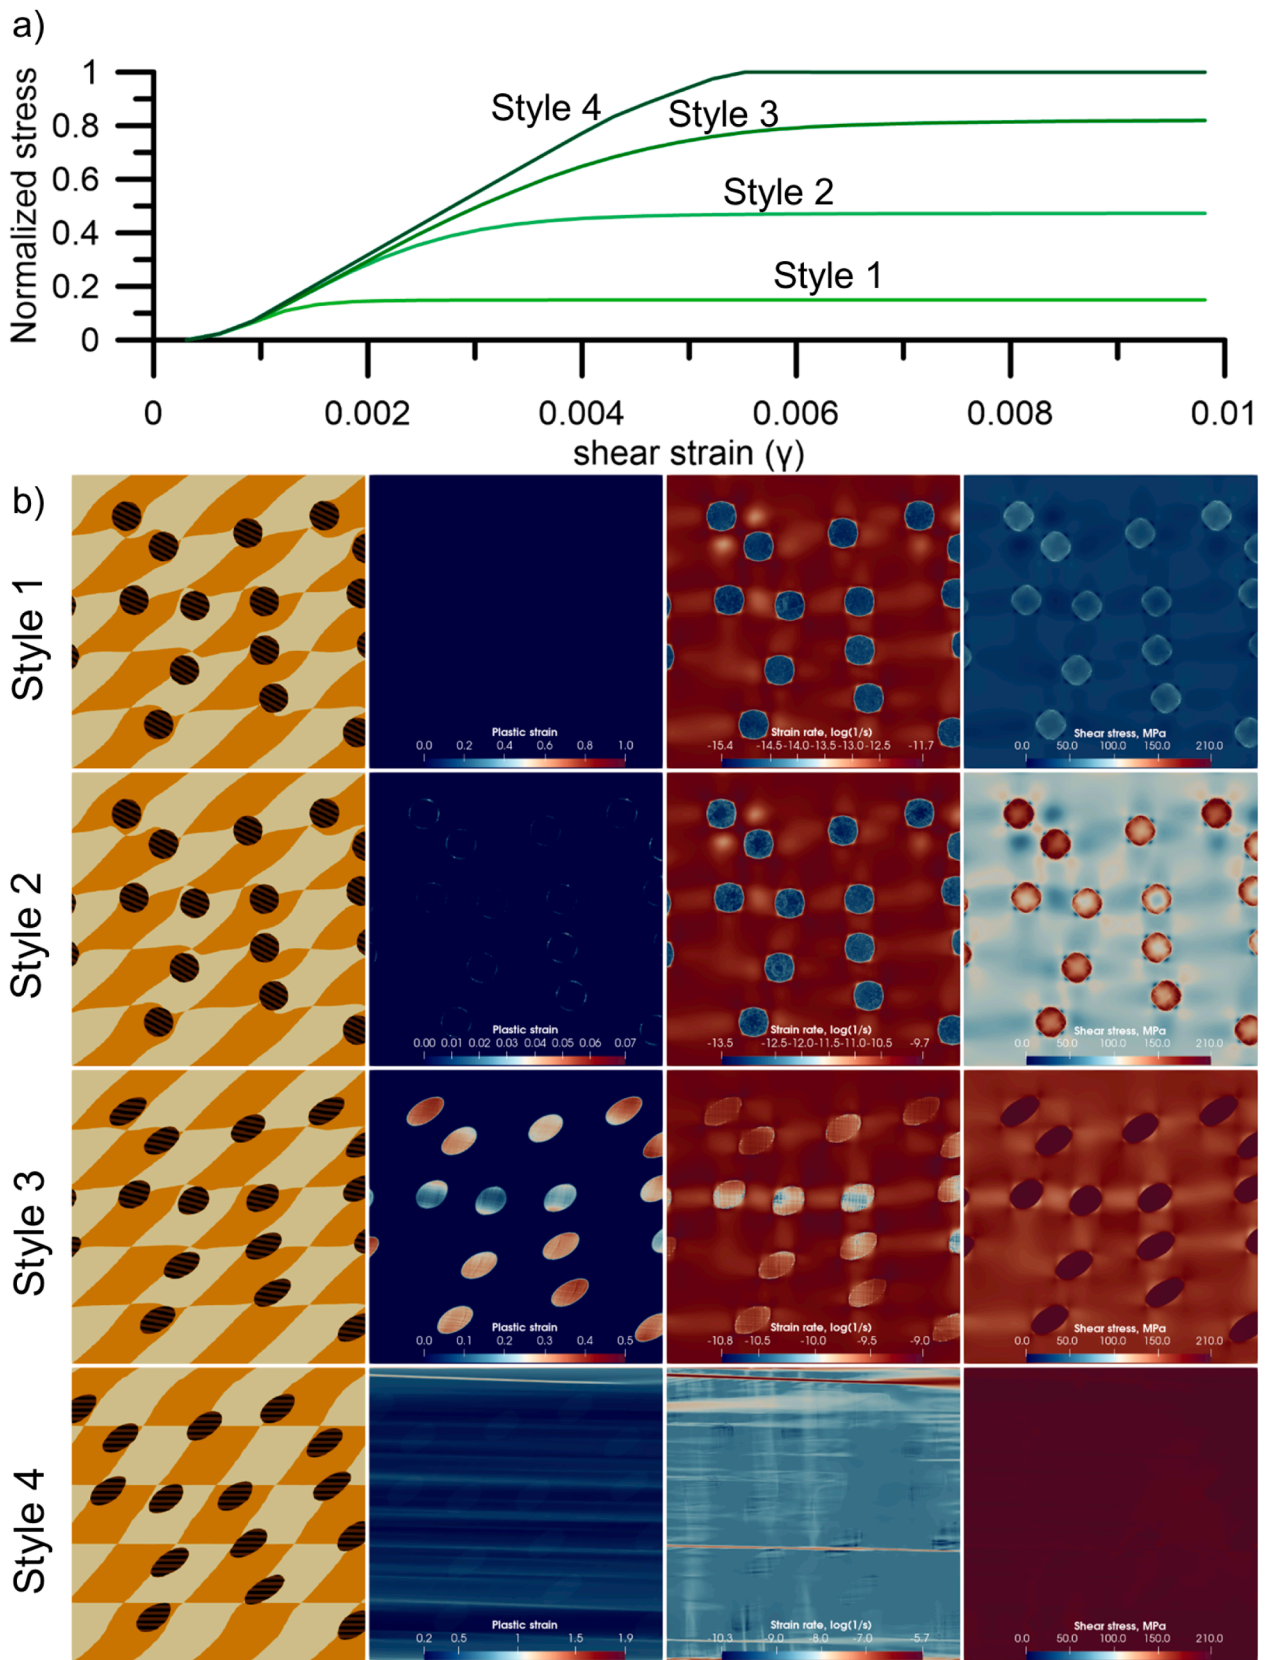 a)
Normalized stress
1
0.8
0.6
0.4
0.2
0
Style 4
Style 3
Style 2
Style 1
0 0.002 0.004 0.006 0.008 0.01
shear strain (γ)
b)
Style 1
Plastic strain
0.0 0.2 0.4 0.6 0.8 1.0
Strain rate, log(1/s)
-15.4 -14.5 -14.0 -13.5 -13.0 -12.5 -11.7
Shear stress, MPa
0.0 50.0 100.0 150.0 210.0
Style 2
Plastic strain
0.00 0.01 0.02 0.03 0.04 0.05 0.06 0.07
Strain rate, log(1/s)
-13.5 -12.5 -12.0 -11.5 -11.0 -10.5 -9.7
Shear stress, MPa
0.0 50.0 100.0 150.0 210.0
Style 3
Plastic strain
0.0 0.1 0.2 0.3 0.4 0.5
Strain rate, log(1/s)
-10.8 -10.5 -10.0 -9.5 -9.0
Shear stress, MPa
0.0 50.0 100.0 150.0 210.0
Style 4
Plastic strain
0.2 0.5 1 1.5 1.9
Strain rate, log(1/s)
-10.3 -9.0 -8.0 -7.0 -5.7
Shear stress, MPa
0.0 50.0 100.0 150.0 210.0